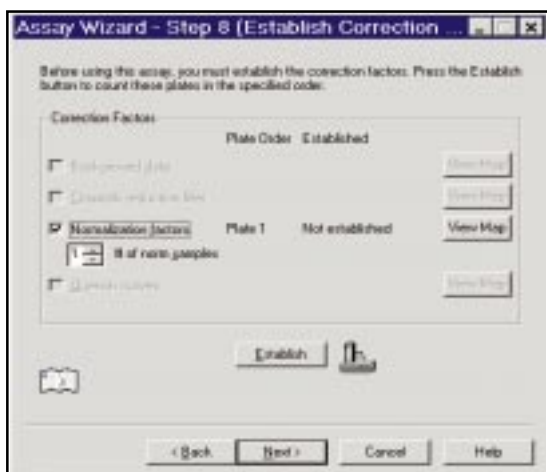 Assay Wizard - Step 8 (Establish Correction ...
Before using this assay, you must establish the correction factors. Press the Establish
button to count these plates in the specified order.
Correction Factors
Plate Order Established
View Map
View Map
Normalization factors Plate 1 Not established View Map
1 # of norm samples
View Map
Establish
< Back Next > Cancel Help